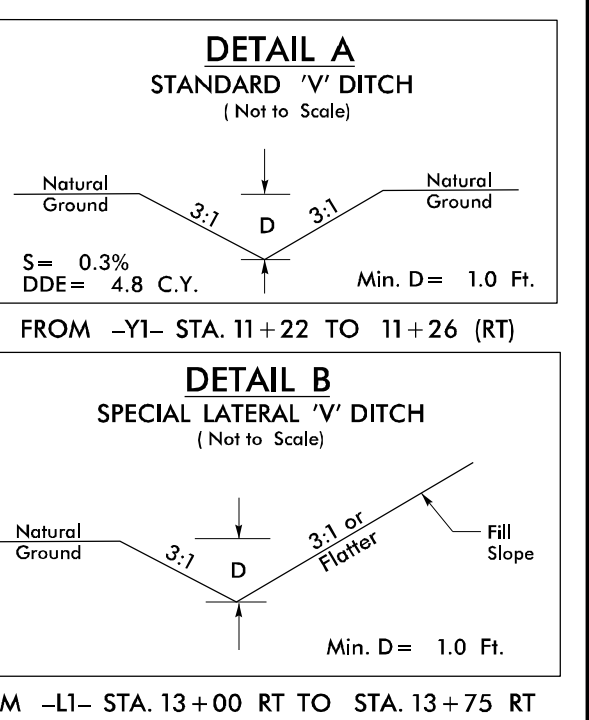 DETAIL A
STANDARD 'V' DITCH
( Not to Scale)
Natural
Ground
3:1
D
3:1
Natural
Ground
S= 0.3%
DDE= 4.8 C.Y.
Min. D= 1.0 Ft.
FROM -Y1- STA. 11+22 TO 11+26 (RT)
DETAIL B
SPECIAL LATERAL 'V' DITCH
( Not to Scale)
Natural
Ground
3:1
D
3:1 or
Flatter
Fill
Slope
Min. D= 1.0 Ft.
M -L1- STA. 13+00 RT TO STA. 13+75 RT